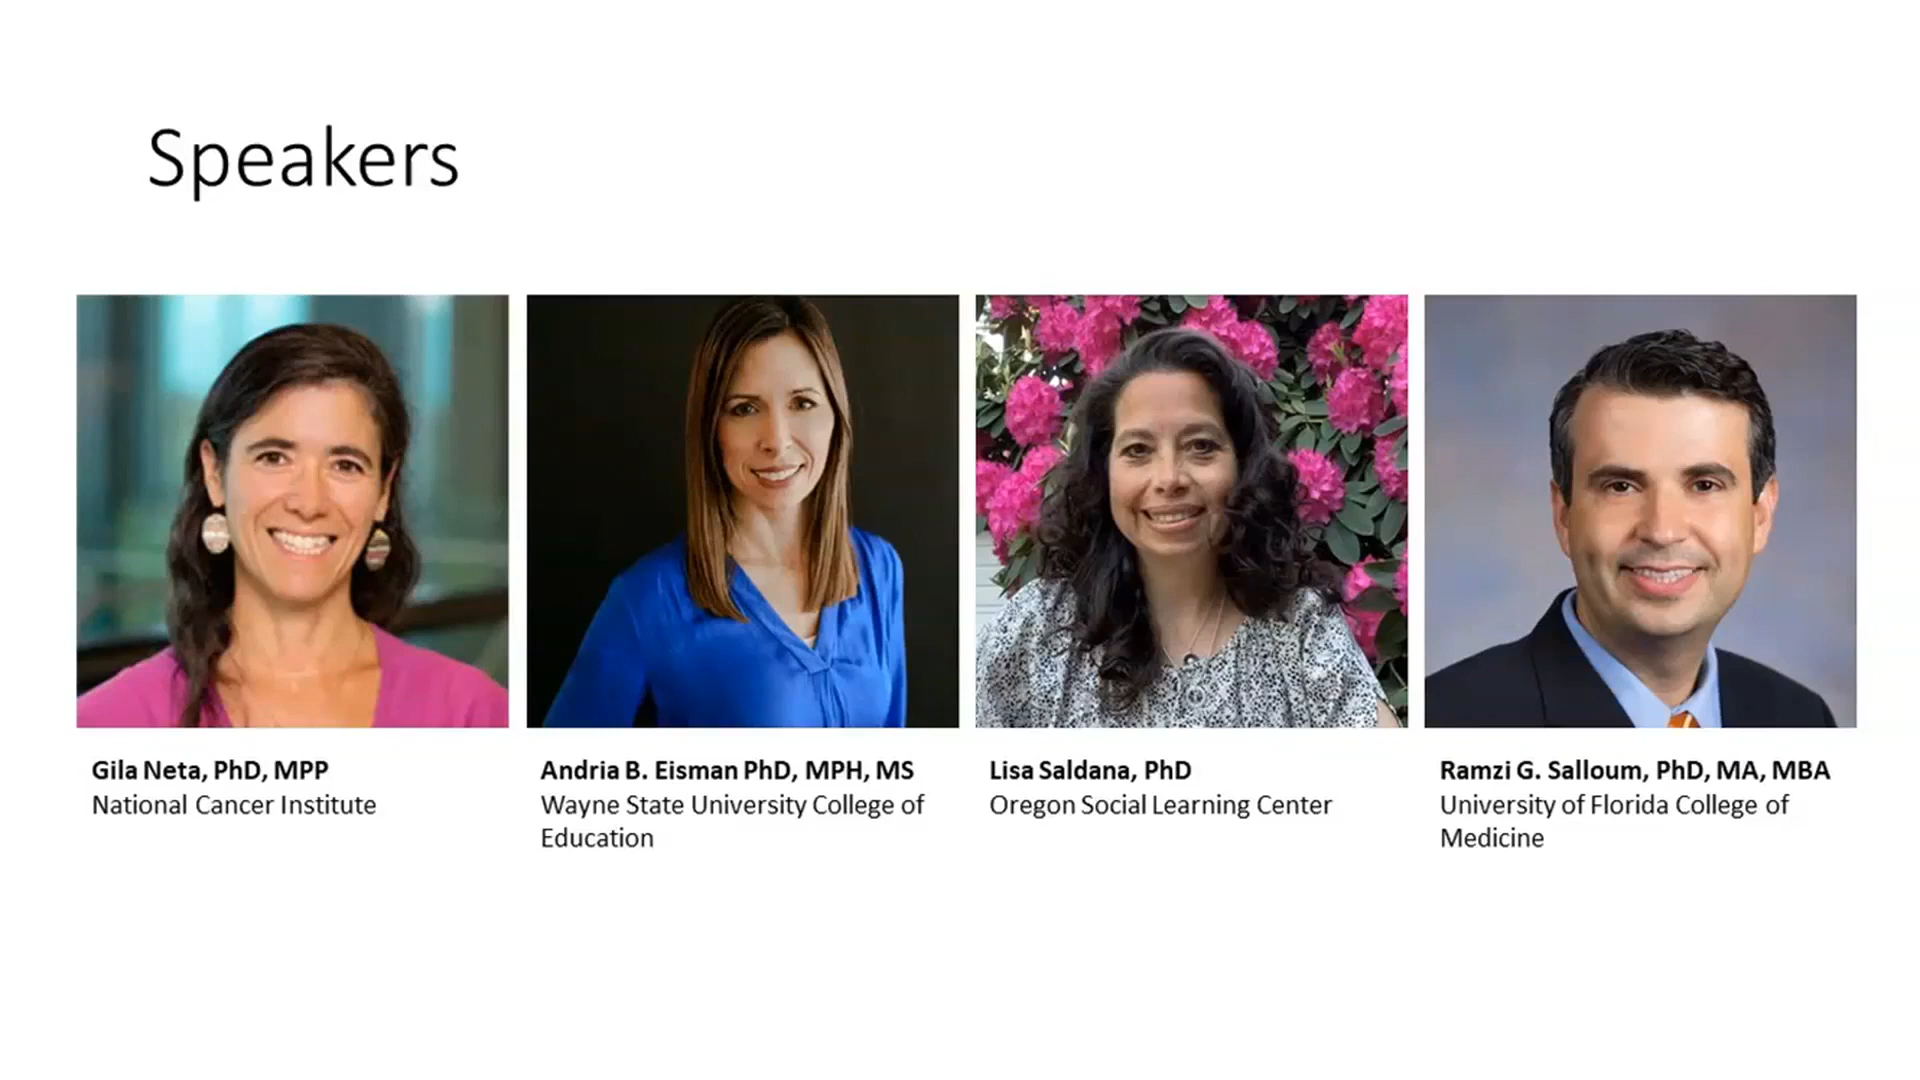 Speakers
Gila Neta, PhD, MPP
National Cancer Institute
Andria B. Eisman PhD, MPH, MS
Wayne State University College of
Education
Lisa Saldana, PhD
Oregon Social Learning Center
Ramzi G. Salloum, PhD, MA, MBA
University of Florida College of
Medicine